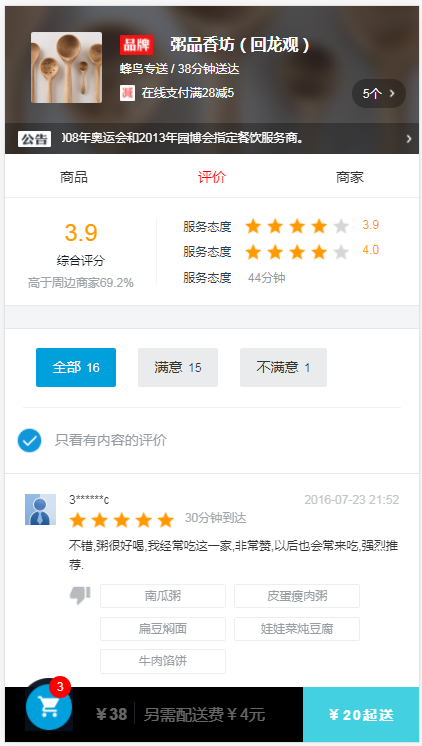 品牌 粥品香坊（回龙观）
蜂鸟专送 / 38分钟送达
减 在线支付满28减5
5个 >
公告 008年奥运会和2013年园博会指定餐饮服务商。 >
商品 评价 商家
3.9
综合评分
高于周边商家69.2%
服务态度 3.9
服务态度 4.0
服务态度 44分钟
全部 16 满意 15 不满意 1
只看有内容的评价
3******c 2016-07-23 21:52
30分钟到达
不错,粥很好喝,我经常吃这一家,非常赞,以后也会常来吃,强烈推
荐.
南瓜粥 皮蛋瘦肉粥
扁豆焖面 娃娃菜炖豆腐
牛肉馅饼
3
￥38 另需配送费￥4元 ￥20起送